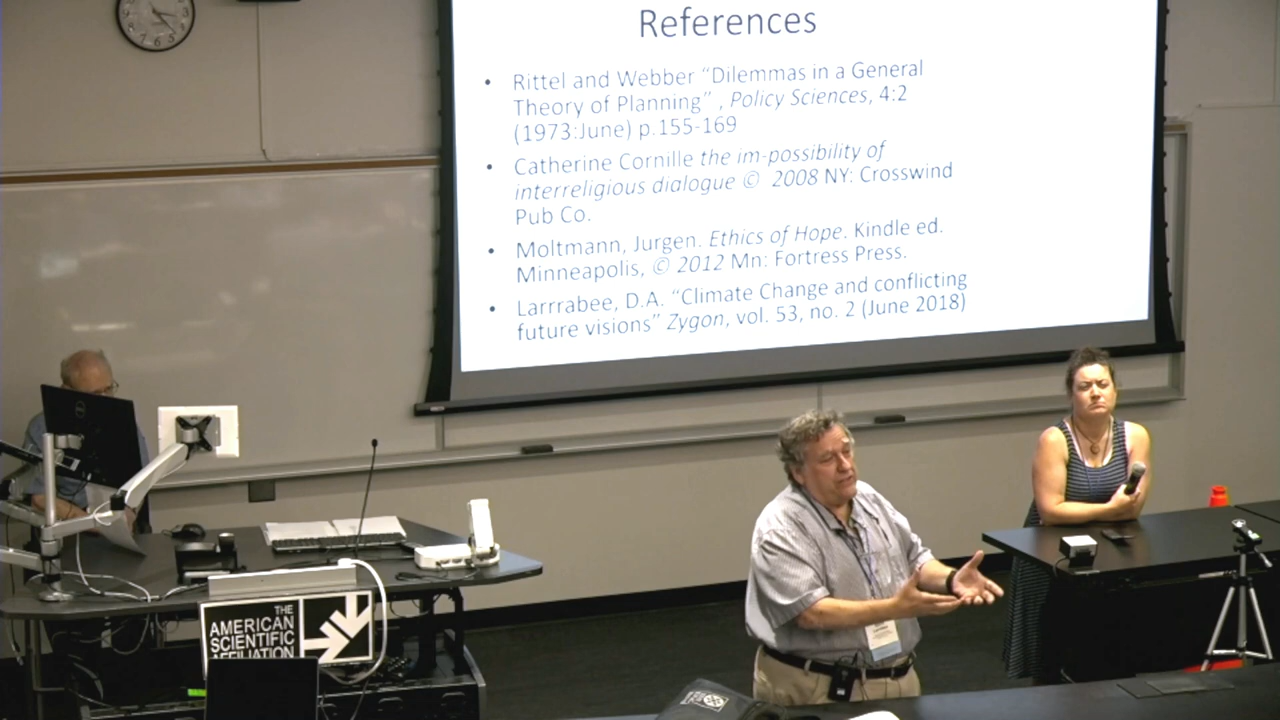 References
• Rittel and Webber “Dilemmas in a General
Theory of Planning” , Policy Sciences, 4:2
(1973:June) p.155-169
• Catherine Cornille the im-possibility of
interreligious dialogue © 2008 NY: Crosswind
Pub Co.
• Moltmann, Jurgen. Ethics of Hope. Kindle ed.
Minneapolis, © 2012 Mn: Fortress Press.
• Larrrabee, D.A. “Climate Change and conflicting
future visions” Zygon, vol. 53, no. 2 (June 2018)
THE
AMERICAN
SCIENTIFIC
AFFILIATION
DELL